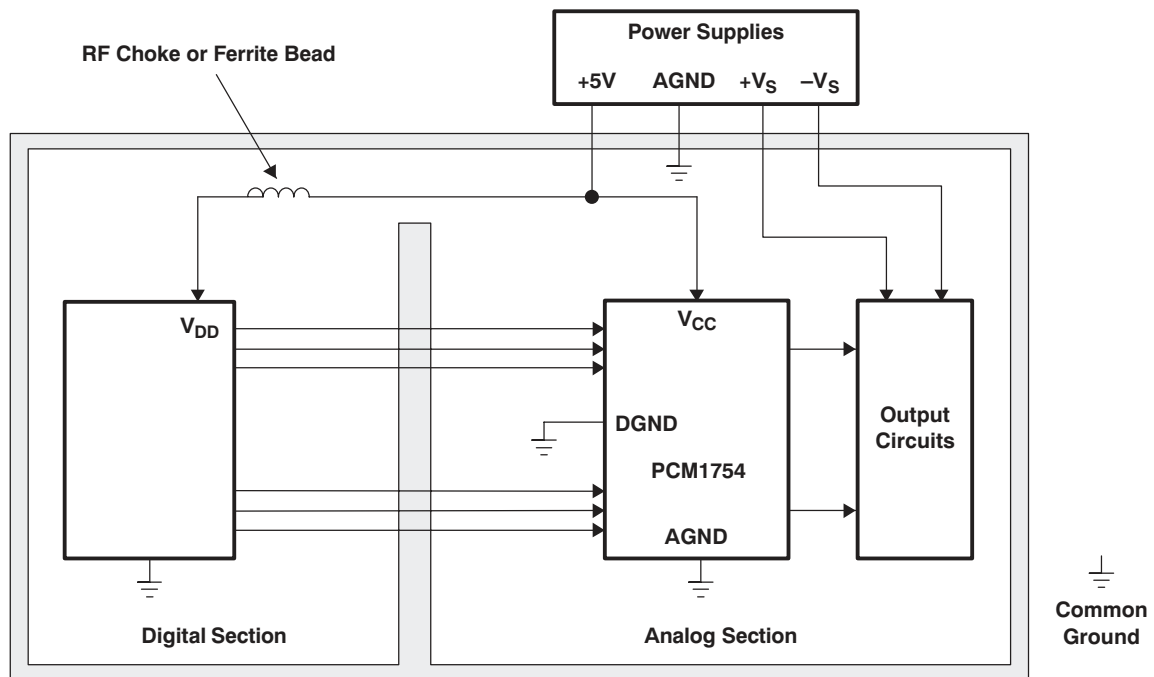 Power Supplies
RF Choke or Ferrite Bead
+5V AGND +VS –VS
VDD
VCC
DGND
Output
Circuits
PCM1754
AGND
Digital Section
Analog Section
Common
Ground